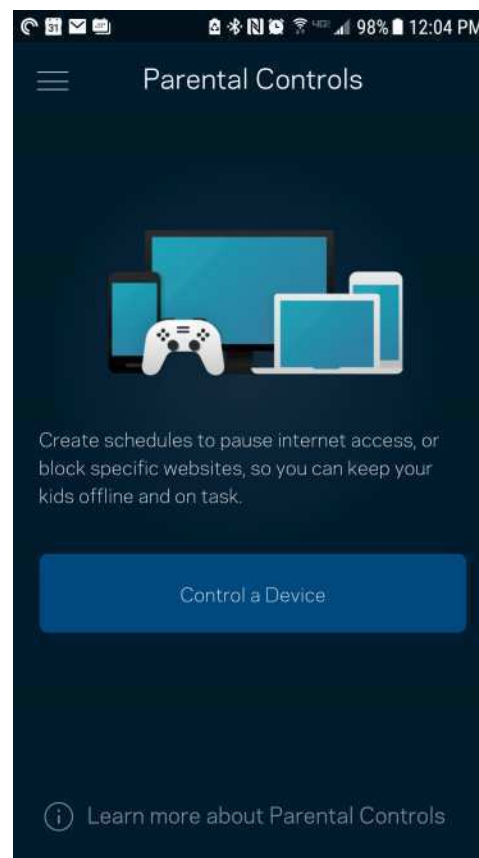 31 98% 12:04 PM
Parental Controls
Create schedules to pause internet access, or
block specific websites, so you can keep your
kids offline and on task.
Control a Device
Learn more about Parental Controls